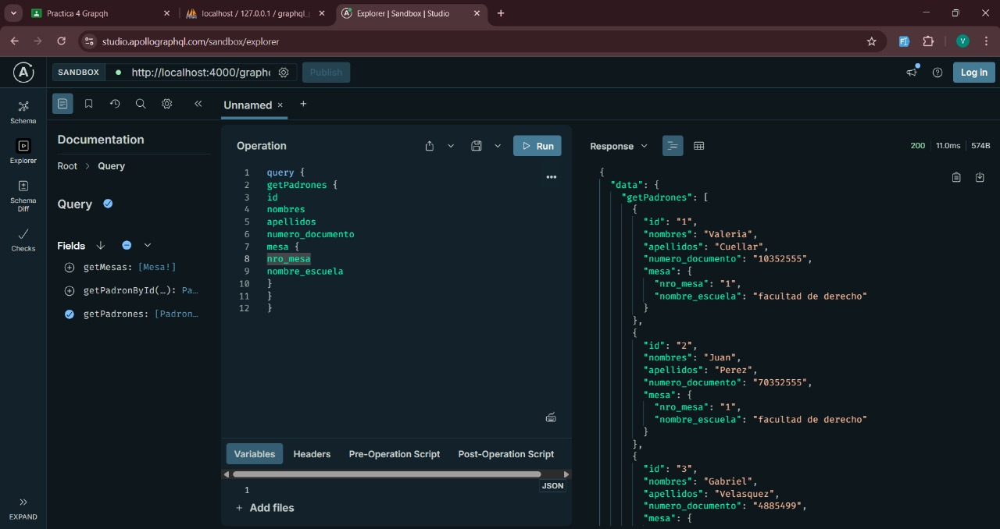 Practica 4 Grapqh
localhost / 127.0.0.1 / graphql_
Explorer | Sandbox | Studio
studio.apollographql.com/sandbox/explorer
V
SANDBOX
http://localhost:4000/graph
Publish
Log in
Unnamed
Schema
Explorer
Schema
Diff
Checks
EXPAND
Documentation
Root > Query
Query
Fields
getMesas: [Mesa!]
getPadronById(…): Pa…
getPadrones: [Padron…
Operation
Run
1 query {
2 getPadrones {
3 id
4 nombres
5 apellidos
6 numero_documento
7 mesa {
8 nro_mesa
9 nombre_escuela
10 }
11 }
12 }
Variables Headers Pre-Operation Script Post-Operation Script
JSON
1
+ Add files
Response
200 11.0ms 574B
{
"data": {
"getPadrones": [
{
"id": "1",
"nombres": "Valeria",
"apellidos": "Cuellar",
"numero_documento": "10352555",
"mesa": {
"nro_mesa": "1",
"nombre_escuela": "facultad de derecho"
}
},
{
"id": "2",
"nombres": "Juan",
"apellidos": "Perez",
"numero_documento": "70352555",
"mesa": {
"nro_mesa": "1",
"nombre_escuela": "facultad de derecho"
}
},
{
"id": "3",
"nombres": "Gabriel",
"apellidos": "Velasquez",
"numero_documento": "4885499",
"mesa": {